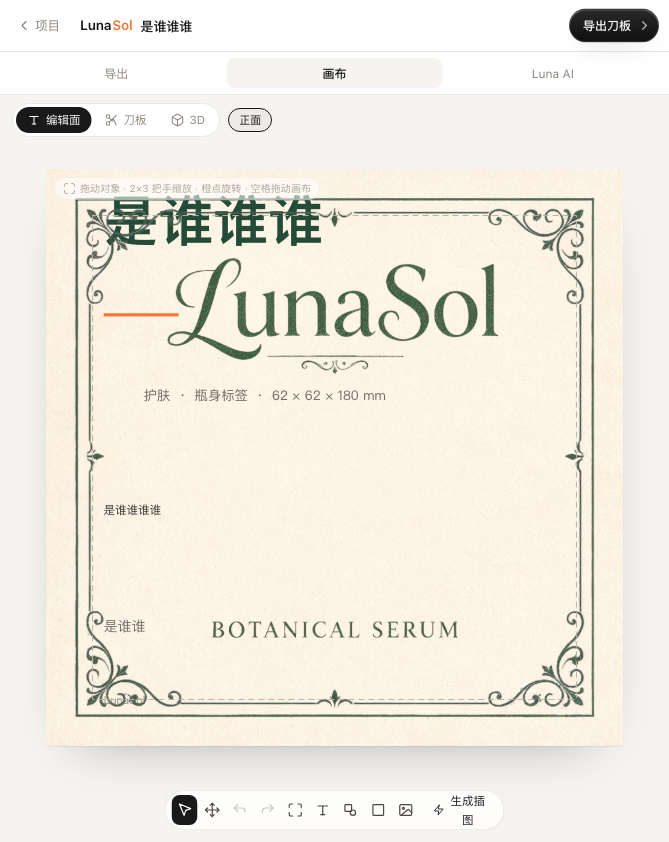 项目 LunaSol 是谁谁谁 导出刀板
导出 画布 Luna AI
编辑面 刀板 3D 正面
拖动对象 · 2×3 把手缩放 · 橙点旋转 · 空格拖动画布
是谁谁谁
LunaSol
护肤 · 瓶身标签 · 62 × 62 × 180 mm
是谁谁谁谁
是谁谁
BOTANICAL SERUM
生成插
图